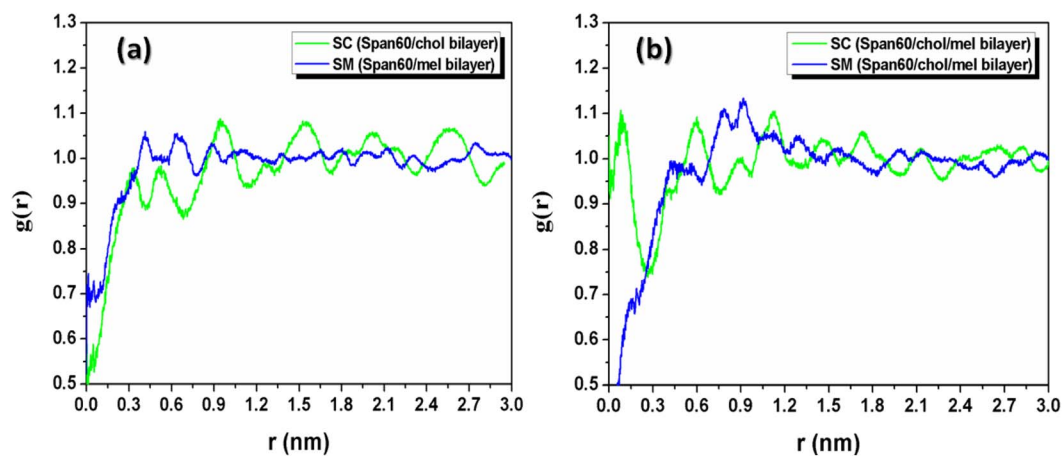 (a)
SC (Span60/chol bilayer)
SM (Span60/mel bilayer)
1.3
1.2
1.1
1.0
0.9
0.8
0.7
0.6
0.5
g(r)
0.0 0.3 0.6 0.9 1.2 1.5 1.8 2.1 2.4 2.7 3.0
r (nm)
(b)
SC (Span60/chol/mel bilayer)
SM (Span60/chol/mel bilayer)
1.3
1.2
1.1
1.0
0.9
0.8
0.7
0.6
0.5
g(r)
0.0 0.3 0.6 0.9 1.2 1.5 1.8 2.1 2.4 2.7 3.0
r (nm)